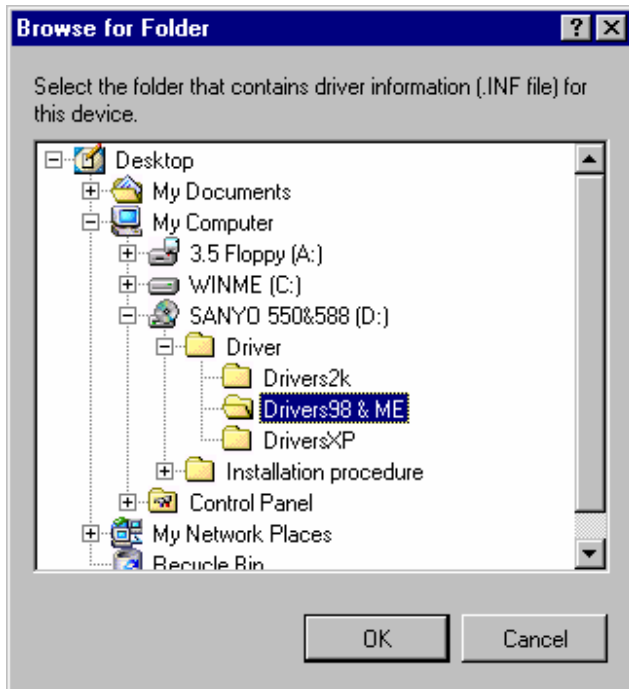 Browse for Folder
Select the folder that contains driver information (.INF file) for
this device.
Desktop
My Documents
My Computer
3.5 Floppy (A:)
WINME (C:)
SANYO 550&588 (D:)
Driver
Drivers2k
Drivers98 & ME
DriversXP
Installation procedure
Control Panel
My Network Places
Recycle Bin
OK Cancel